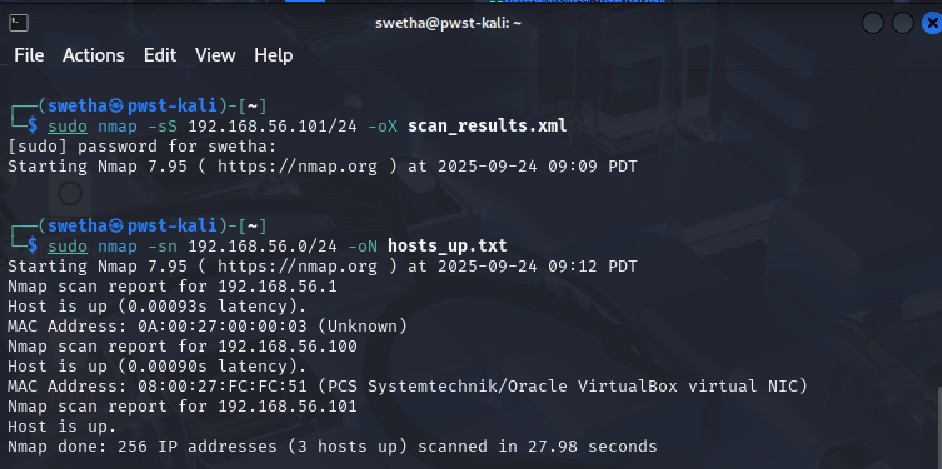 swetha@pwst-kali: ~
File Actions Edit View Help
┌──(swetha㉿pwst-kali)-[~]
└─$ sudo nmap -sS 192.168.56.101/24 -oX scan_results.xml
[sudo] password for swetha:
Starting Nmap 7.95 ( https://nmap.org ) at 2025-09-24 09:09 PDT
┌──(swetha㉿pwst-kali)-[~]
└─$ sudo nmap -sn 192.168.56.0/24 -oN hosts_up.txt
Starting Nmap 7.95 ( https://nmap.org ) at 2025-09-24 09:12 PDT
Nmap scan report for 192.168.56.1
Host is up (0.00093s latency).
MAC Address: 0A:00:27:00:00:03 (Unknown)
Nmap scan report for 192.168.56.100
Host is up (0.00090s latency).
MAC Address: 08:00:27:FC:FC:51 (PCS Systemtechnik/Oracle VirtualBox virtual NIC)
Nmap scan report for 192.168.56.101
Host is up.
Nmap done: 256 IP addresses (3 hosts up) scanned in 27.98 seconds